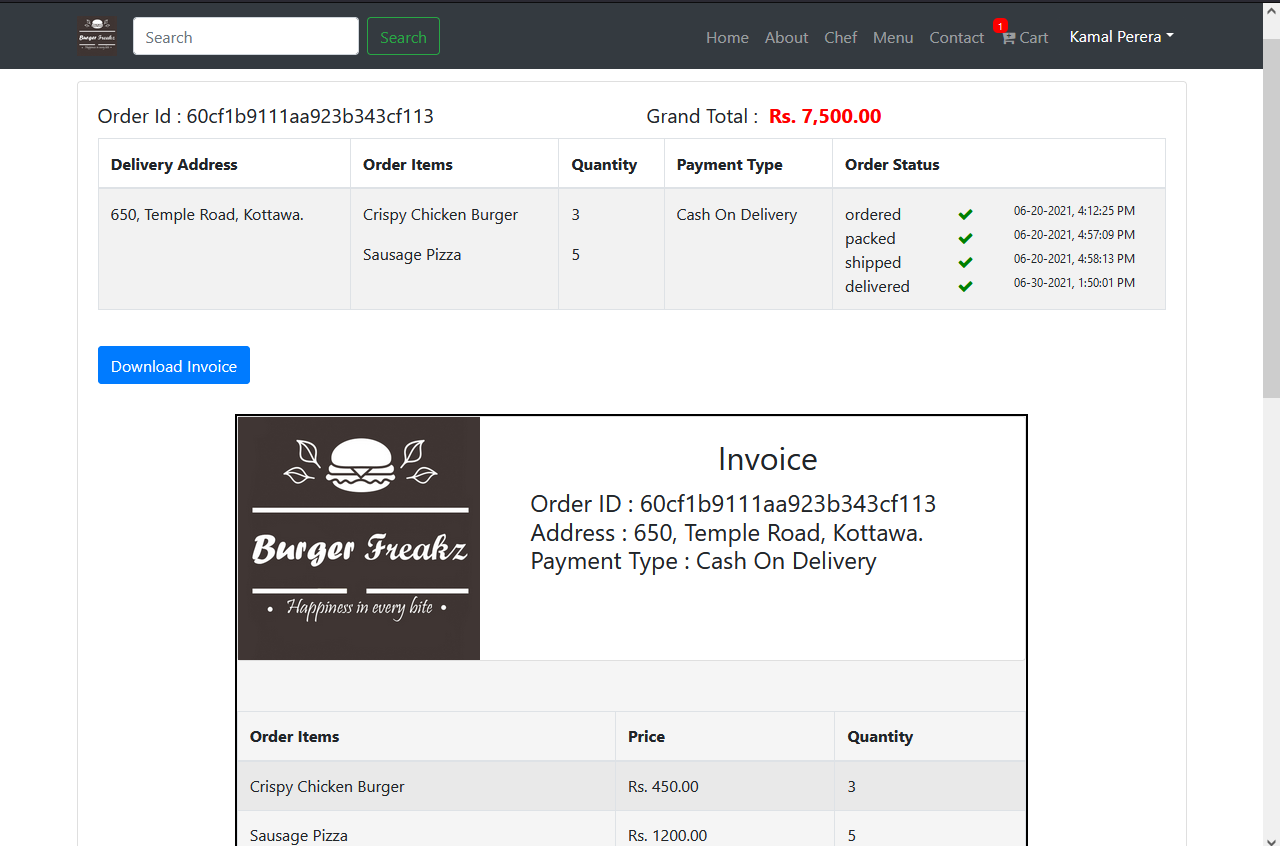 Burger Freakz
Search
Search
Home
About
Chef
Menu
Contact
1
Cart
Kamal Perera
Order Id : 60cf1b9111aa923b343cf113
Grand Total : Rs. 7,500.00
Delivery Address
Order Items
Quantity
Payment Type
Order Status
650, Temple Road, Kottawa.
Crispy Chicken Burger
3
Cash On Delivery
ordered
06-20-2021, 4:12:25 PM
packed
06-20-2021, 4:57:09 PM
Sausage Pizza
5
shipped
06-20-2021, 4:58:13 PM
delivered
06-30-2021, 1:50:01 PM
Download Invoice
Burger Freakz
• Happiness in every bite •
Invoice
Order ID : 60cf1b9111aa923b343cf113
Address : 650, Temple Road, Kottawa.
Payment Type : Cash On Delivery
Order Items
Price
Quantity
Crispy Chicken Burger
Rs. 450.00
3
Sausage Pizza
Rs. 1200.00
5